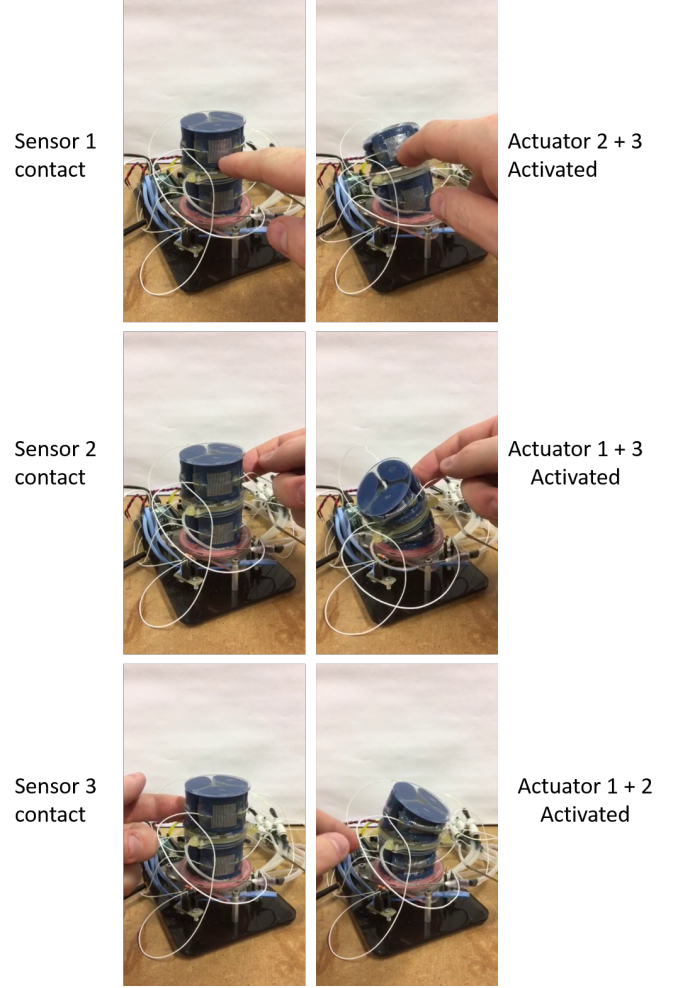 Sensor 1
contact
Actuator 2 + 3
Activated
Sensor 2
contact
Actuator 1 + 3
Activated
Sensor 3
contact
Actuator 1 + 2
Activated